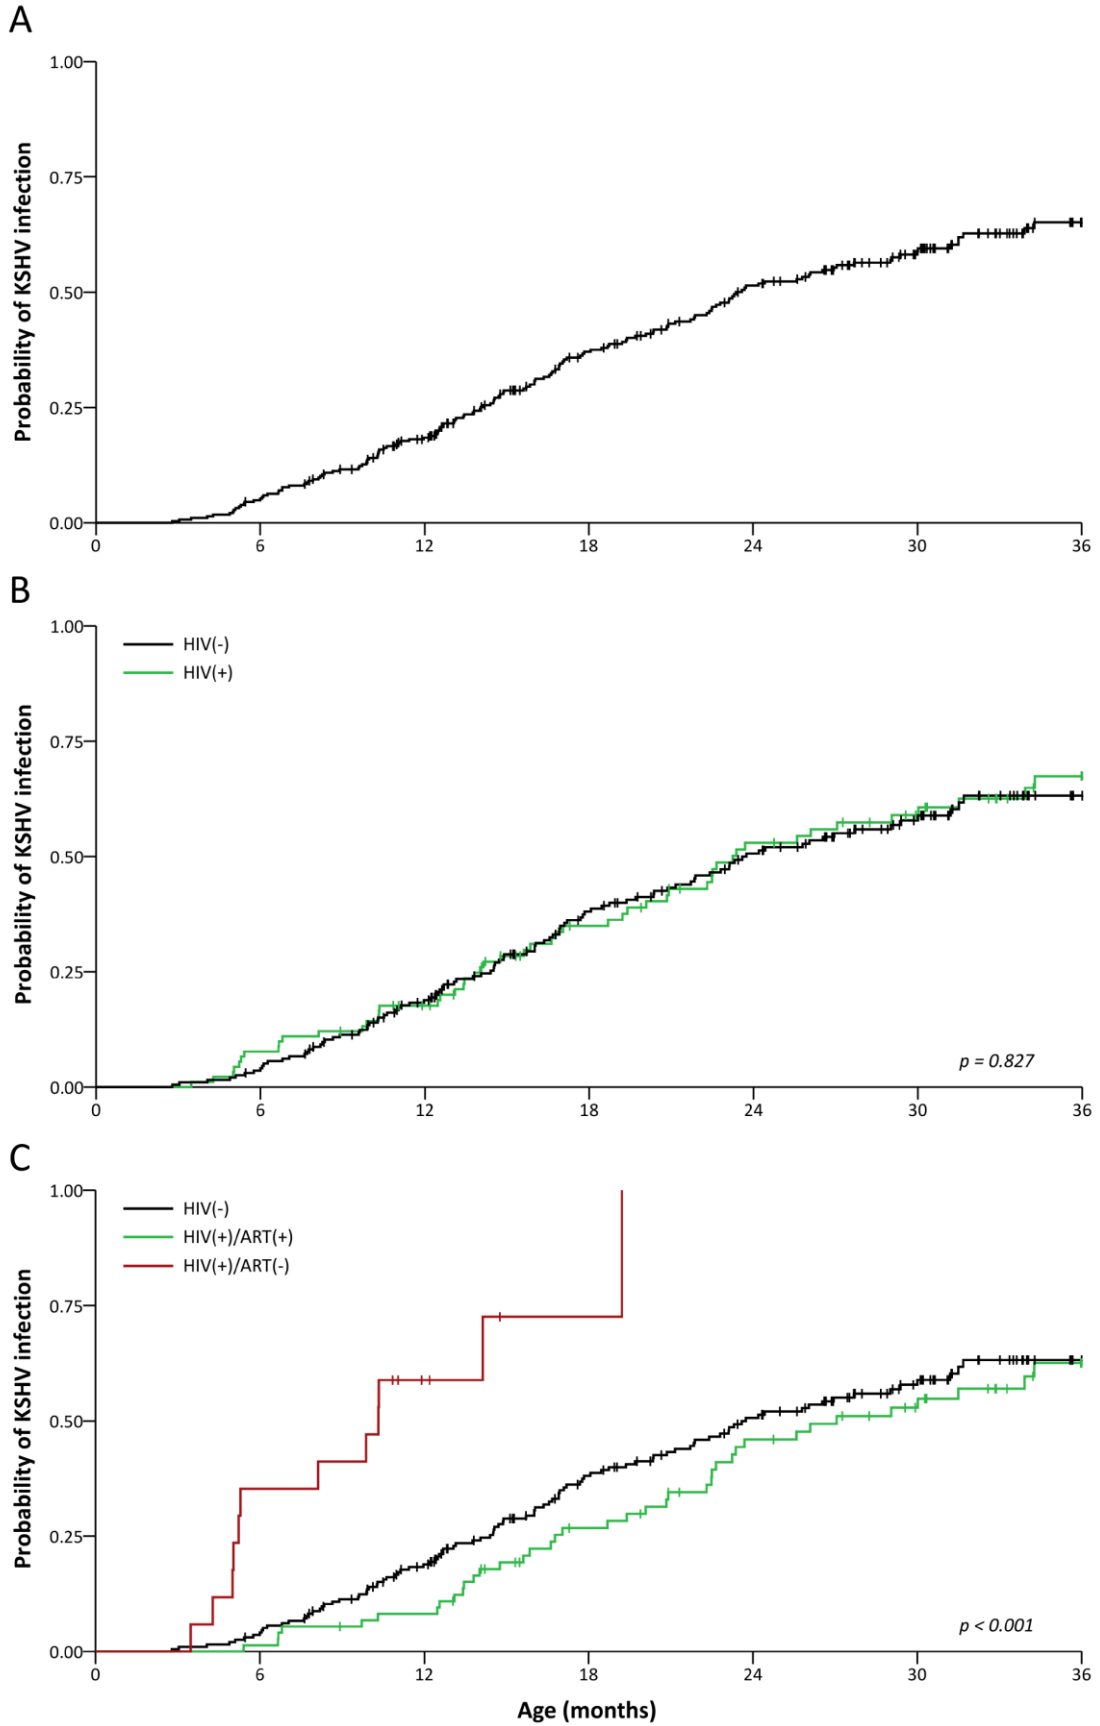 A
1.00
0.75
0.50
0.25
0.00
Probability of KSHV infection
0 6 12 18 24 30 36
B
1.00
0.75
0.50
0.25
0.00
Probability of KSHV infection
HIV(-)
HIV(+)
p = 0.827
0 6 12 18 24 30 36
C
1.00
0.75
0.50
0.25
0.00
Probability of KSHV infection
HIV(-)
HIV(+)/ART(+)
HIV(+)/ART(-)
p < 0.001
0 6 12 18 24 30 36
Age (months)